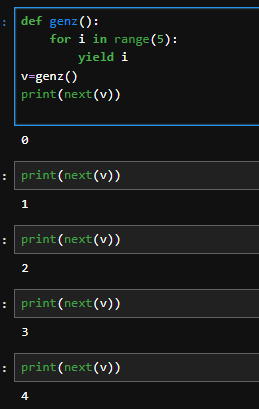 : def genz():
    for i in range(5):
        yield i
v=genz()
print(next(v))
0
: print(next(v))
1
: print(next(v))
2
: print(next(v))
3
: print(next(v))
4